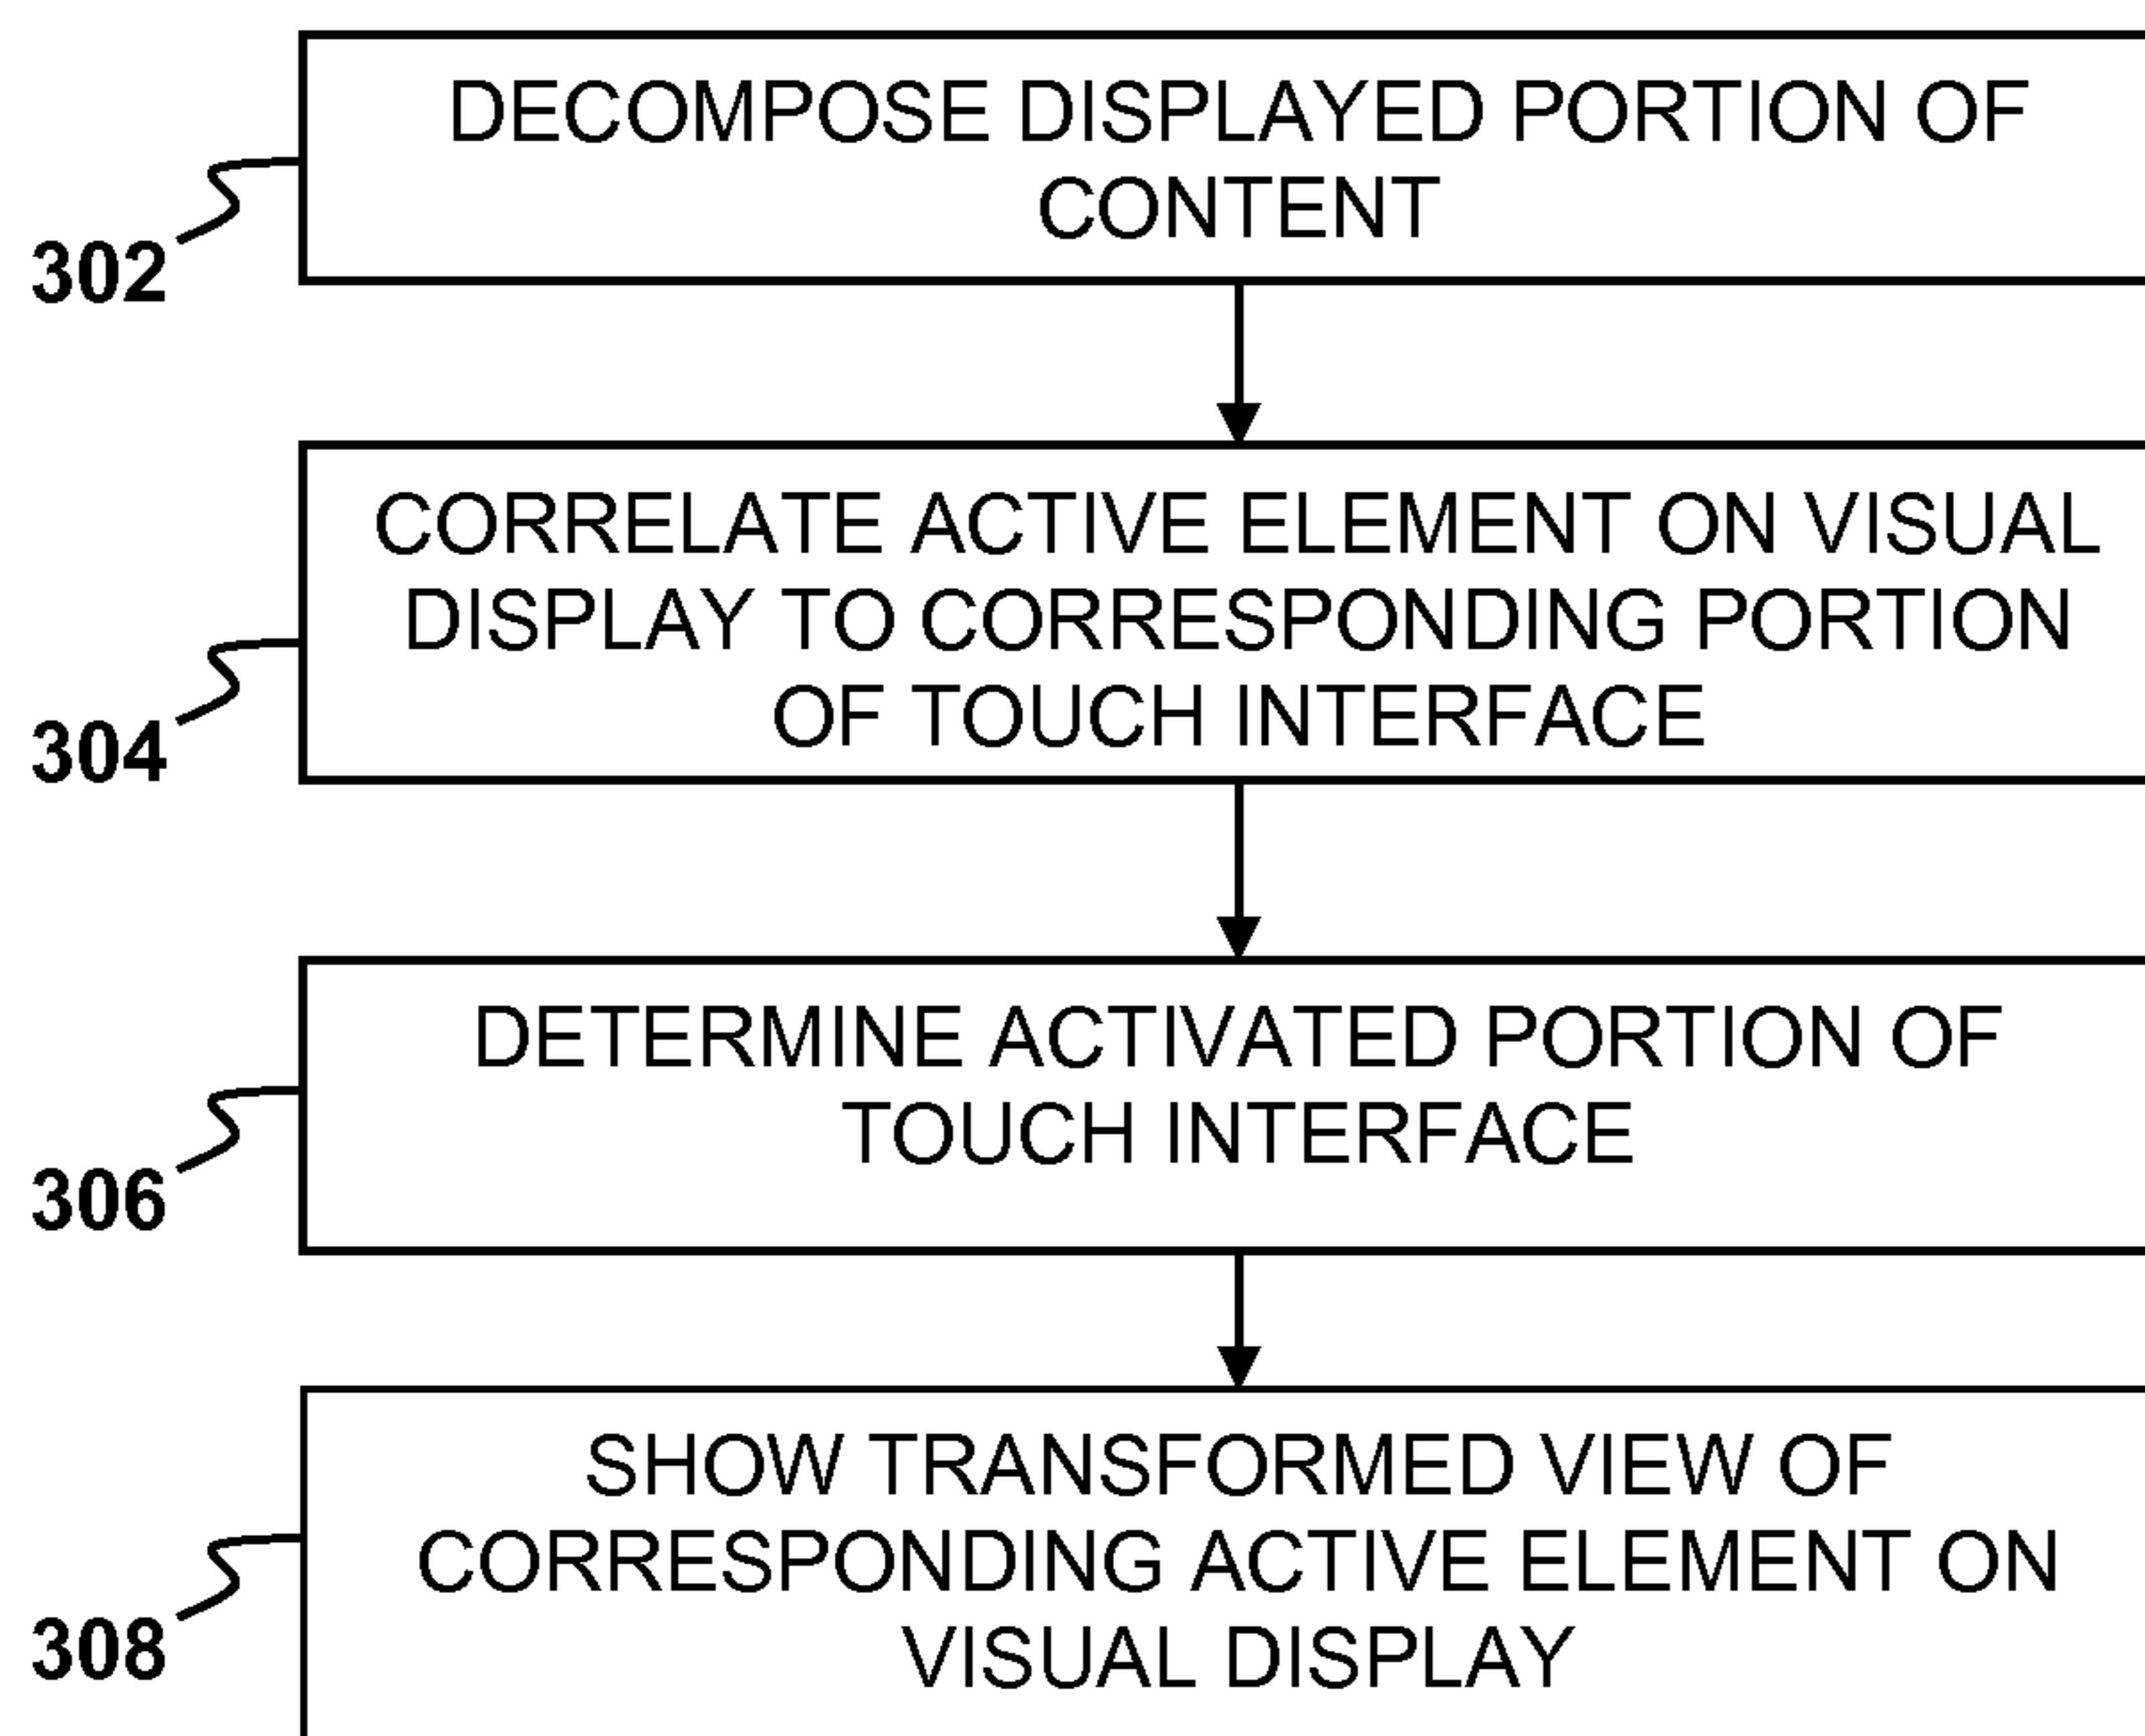 DECOMPOSE DISPLAYED PORTION OF
CONTENT
302
CORRELATE ACTIVE ELEMENT ON VISUAL
DISPLAY TO CORRESPONDING PORTION
OF TOUCH INTERFACE
304
DETERMINE ACTIVATED PORTION OF
TOUCH INTERFACE
306
SHOW TRANSFORMED VIEW OF
CORRESPONDING ACTIVE ELEMENT ON
VISUAL DISPLAY
308